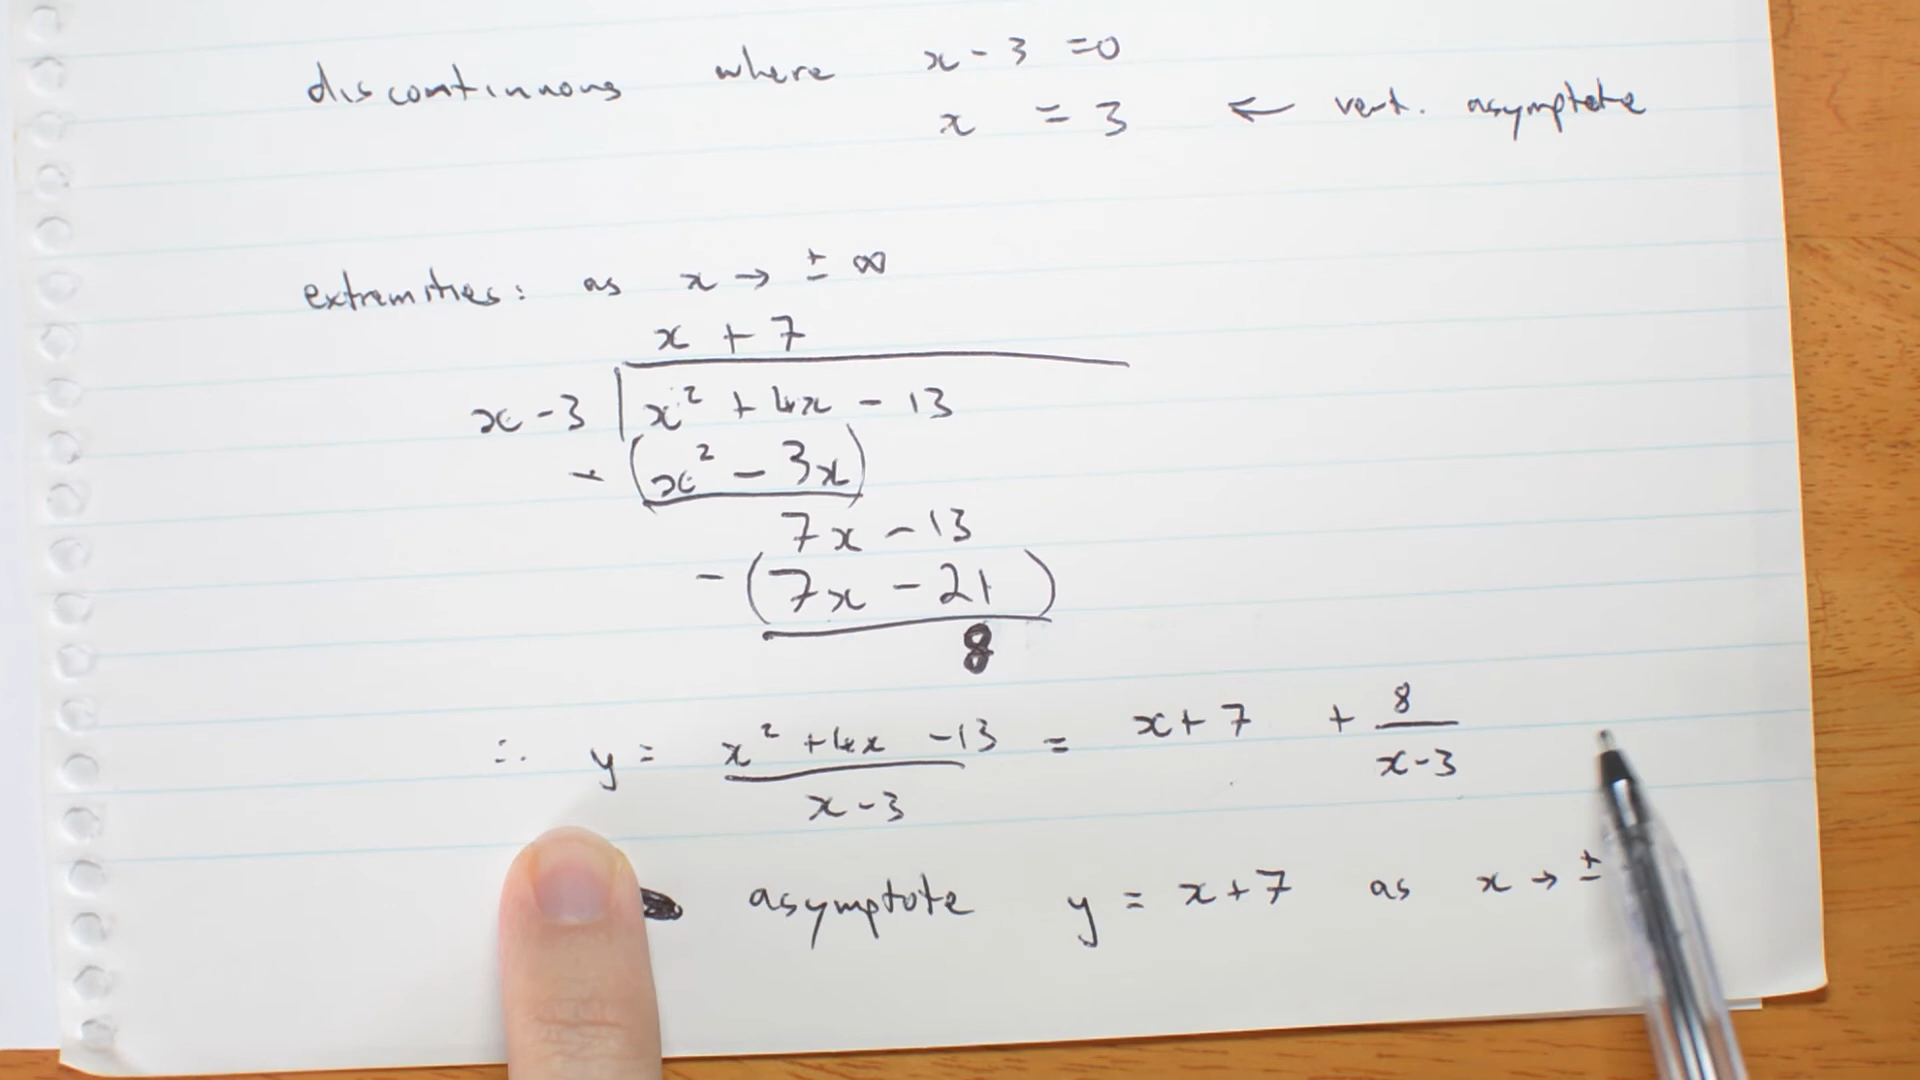 discontinuous where x - 3 = 0
x = 3 ← vert. asymptote
extremities: as x → ± ∞
x + 7
x - 3 | x² + 4x - 13
- (x² - 3x)
7x - 13
- (7x - 21)
8
∴ y = (x² + 4x - 13)/(x - 3) = x + 7 + 8/(x - 3)
asymptote y = x + 7 as x → ±